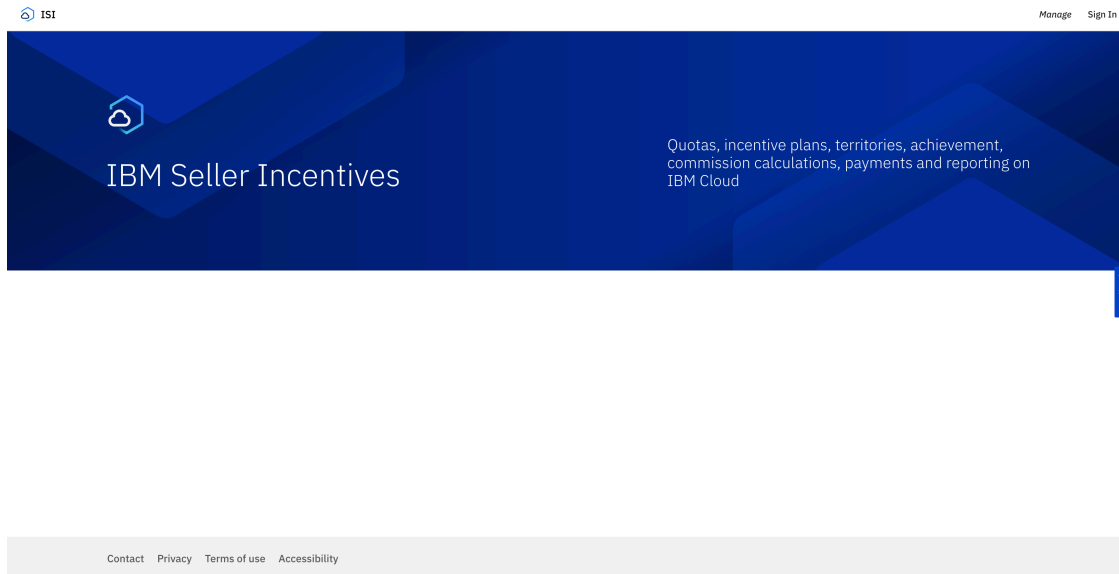 ISI
Manage Sign In
IBM Seller Incentives
Quotas, incentive plans, territories, achievement,
commission calculations, payments and reporting on
IBM Cloud
Contact Privacy Terms of use Accessibility